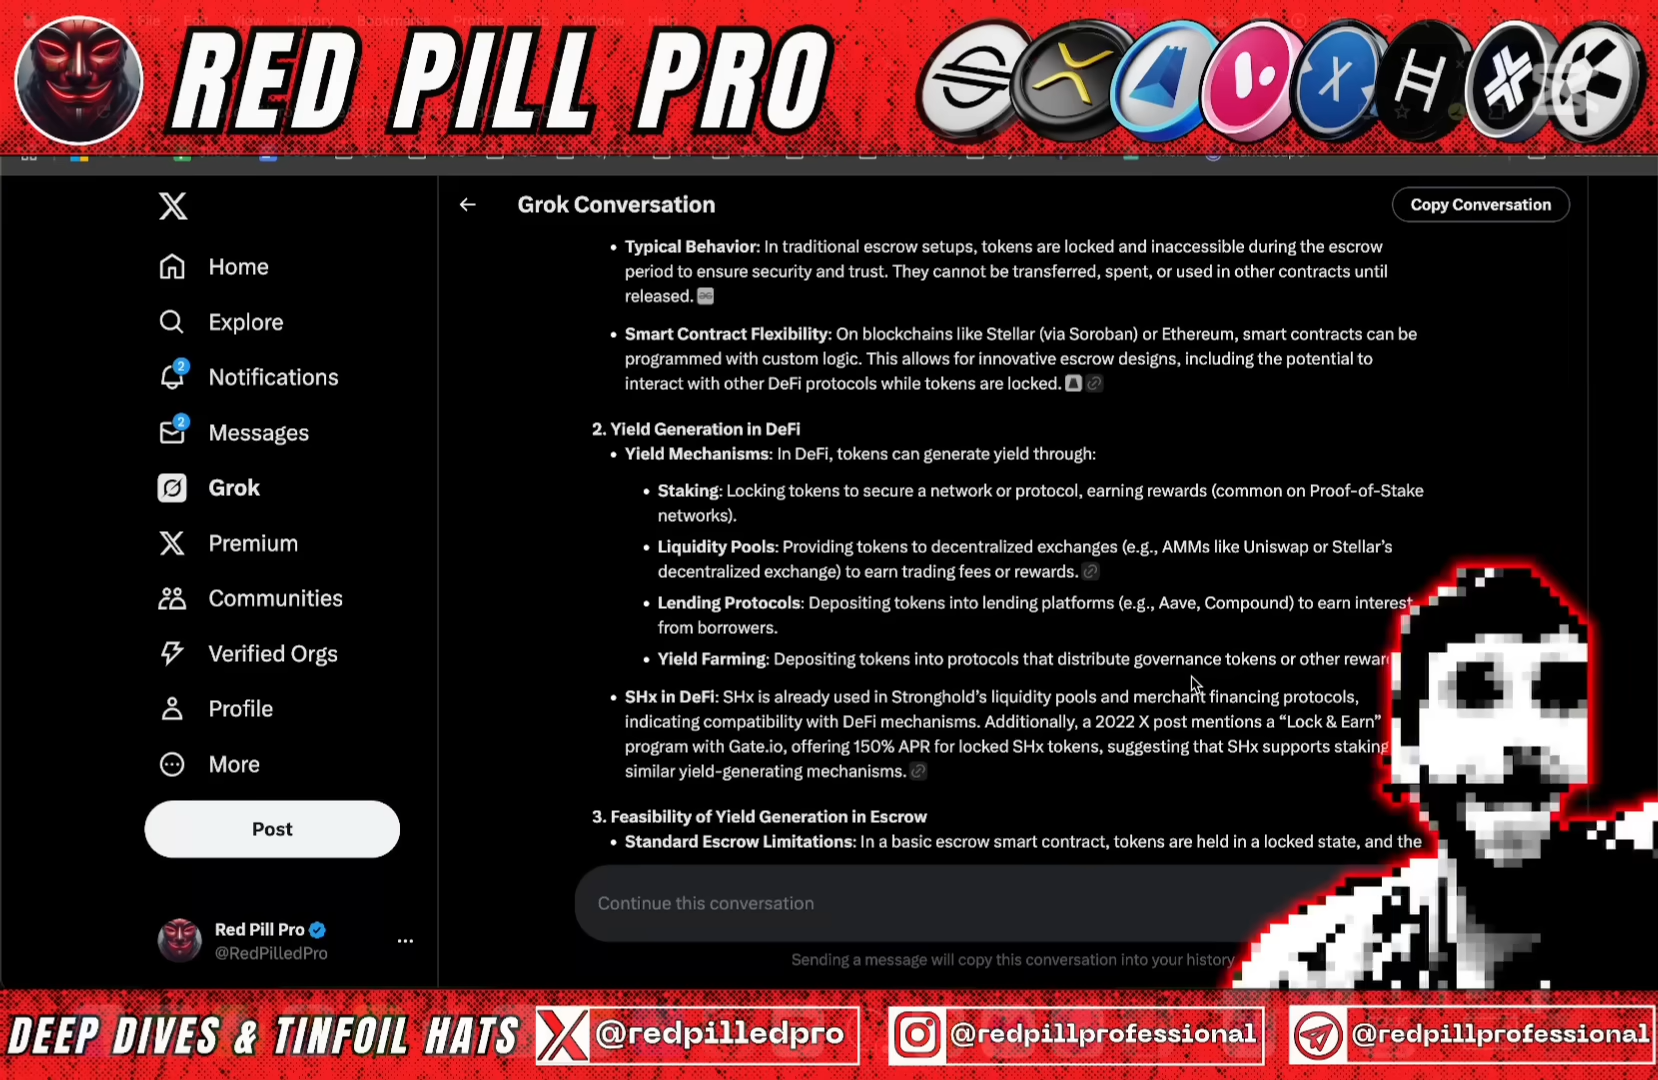 RED PILL PRO
Grok Conversation
Copy Conversation
Home
Explore
2
Notifications
2
Messages
Grok
Premium
Communities
Verified Orgs
Profile
More
Post
Red Pill Pro
@RedPilledPro
• Typical Behavior: In traditional escrow setups, tokens are locked and inaccessible during the escrow
period to ensure security and trust. They cannot be transferred, spent, or used in other contracts until
released.
• Smart Contract Flexibility: On blockchains like Stellar (via Soroban) or Ethereum, smart contracts can be
programmed with custom logic. This allows for innovative escrow designs, including the potential to
interact with other DeFi protocols while tokens are locked.
2. Yield Generation in DeFi
• Yield Mechanisms: In DeFi, tokens can generate yield through:
• Staking: Locking tokens to secure a network or protocol, earning rewards (common on Proof-of-Stake
networks).
• Liquidity Pools: Providing tokens to decentralized exchanges (e.g., AMMs like Uniswap or Stellar's
decentralized exchange) to earn trading fees or rewards.
• Lending Protocols: Depositing tokens into lending platforms (e.g., Aave, Compound) to earn interest
from borrowers.
• Yield Farming: Depositing tokens into protocols that distribute governance tokens or other rewar
• SHx in DeFi: SHx is already used in Stronghold's liquidity pools and merchant financing protocols,
indicating compatibility with DeFi mechanisms. Additionally, a 2022 X post mentions a “Lock & Earn”
program with Gate.io, offering 150% APR for locked SHx tokens, suggesting that SHx supports staking
similar yield-generating mechanisms.
3. Feasibility of Yield Generation in Escrow
• Standard Escrow Limitations: In a basic escrow smart contract, tokens are held in a locked state, and the
Continue this conversation
Sending a message will copy this conversation into your history
DEEP DIVES & TINFOIL HATS
@redpilledpro
@redpillprofessional
@redpillprofessional